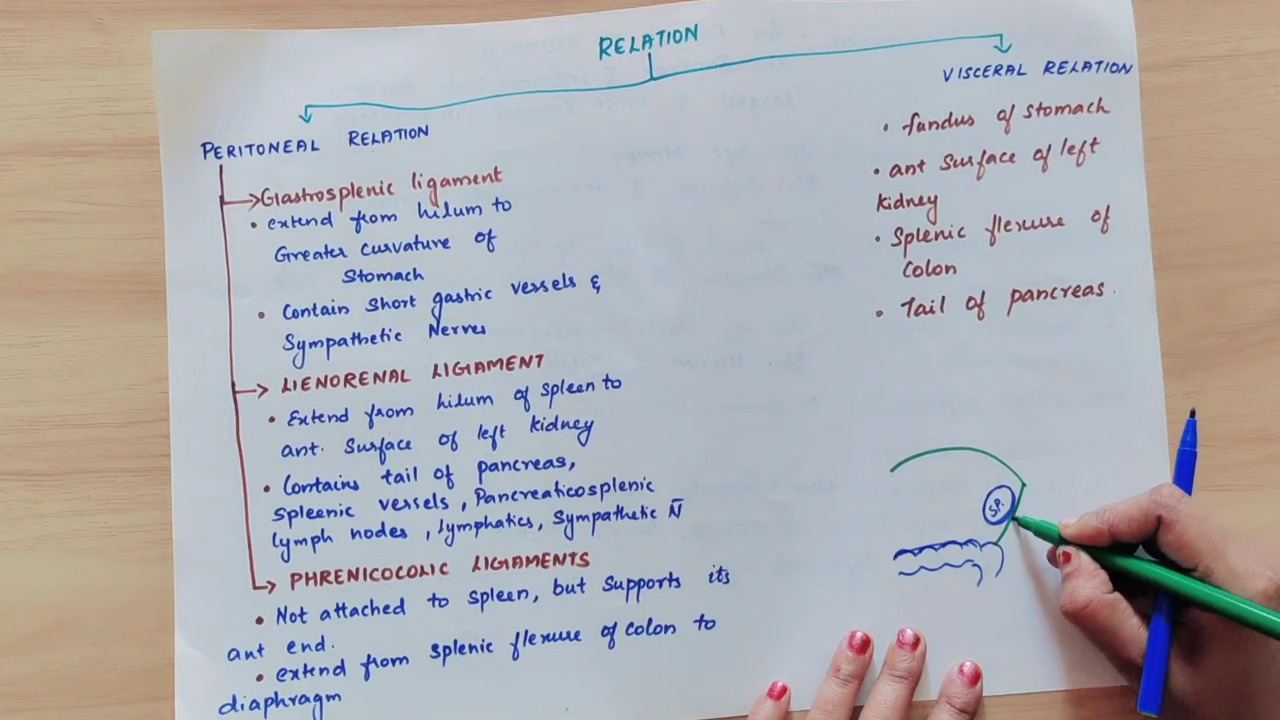 RELATION
PERITONEAL RELATION
Gastrosplenic ligament
• extend from hilum to
Greater curvature of
Stomach
• Contain Short gastric vessels &
Sympathetic Nerves
LIENORENAL LIGAMENT
• Extend from hilum of spleen to
ant. Surface of left kidney
• Contains tail of pancreas,
Spleenic vessels, Pancreaticosplenic
lymph nodes, lymphatics, Sympathetic N̄
PHRENICOCOLIC LIGAMENTS
• Not attached to spleen, but supports its
ant end.
• extend from splenic flexure of colon to
diaphragm
VISCERAL RELATION
• fundus of stomach
• ant Surface of left
kidney
• Splenic flexure of
Colon
• Tail of pancreas.
SP.